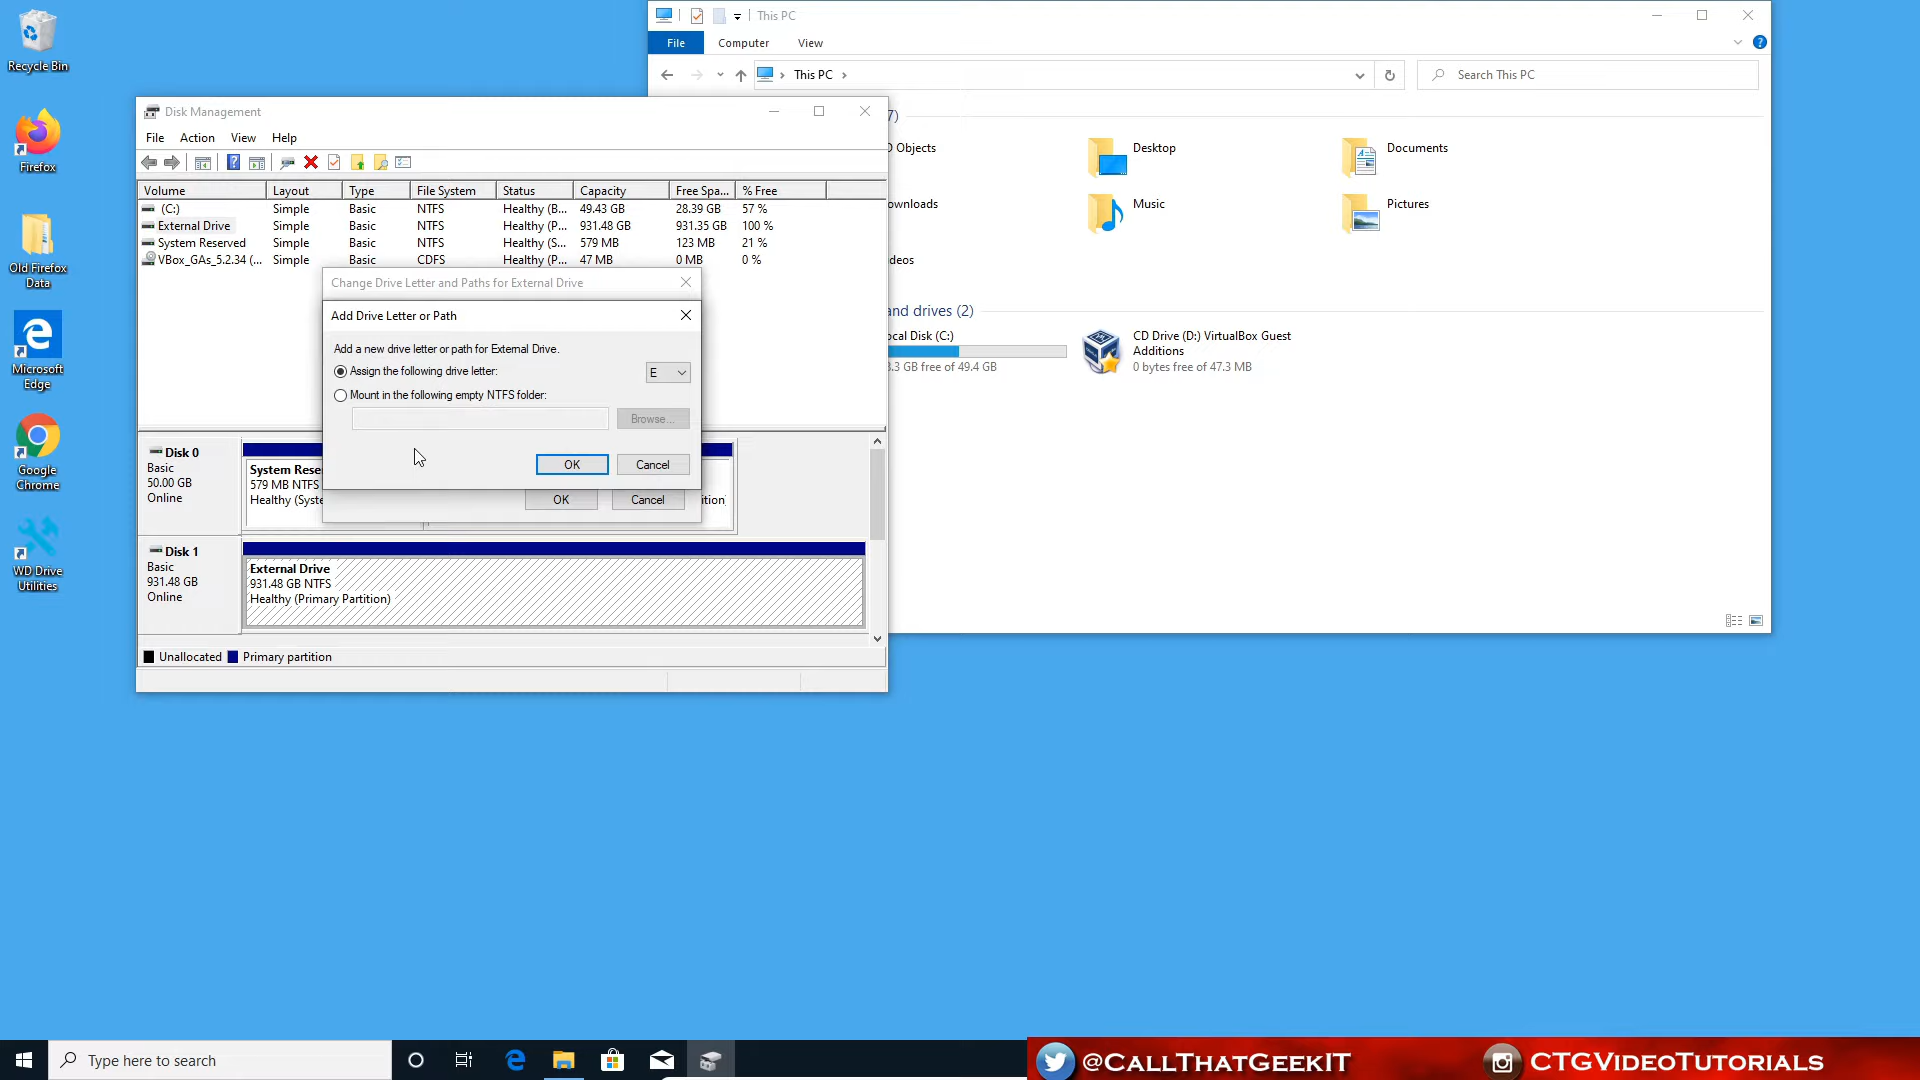 Recycle Bin
Firefox
Old Firefox
Data
Microsoft
Edge
Google
Chrome
WD Drive
Utilities
This PC
File
Computer
View
This PC
Search This PC
7)
D Objects
Desktop
Documents
ownloads
Music
Pictures
deos
and drives (2)
ocal Disk (C:)
8.3 GB free of 49.4 GB
CD Drive (D:) VirtualBox Guest
Additions
0 bytes free of 47.3 MB
Disk Management
File Action View Help
Volume Layout Type File System Status Capacity Free Spa... % Free
(C:) Simple Basic NTFS Healthy (B... 49.43 GB 28.39 GB 57 %
External Drive Simple Basic NTFS Healthy (P... 931.48 GB 931.35 GB 100 %
System Reserved Simple Basic NTFS Healthy (S... 579 MB 123 MB 21 %
VBox_GAs_5.2.34 (... Simple Basic CDFS Healthy (P... 47 MB 0 MB 0 %
Change Drive Letter and Paths for External Drive
Add Drive Letter or Path
Add a new drive letter or path for External Drive.
Assign the following drive letter: E
Mount in the following empty NTFS folder:
Browse...
OK Cancel
OK Cancel
Disk 0
Basic
50.00 GB
Online
System Rese
579 MB NTFS
Healthy (Syste
ition)
Disk 1
Basic
931.48 GB
Online
External Drive
931.48 GB NTFS
Healthy (Primary Partition)
Unallocated Primary partition
Type here to search
@CALLTHATGEEKIT
CTGVIDEOTUTORIALS